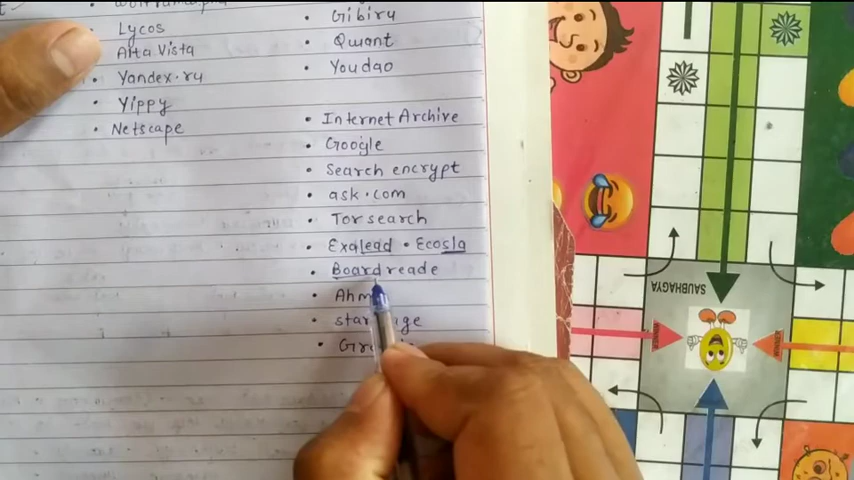 Lycos
Alta Vista
Yandex.ru
Yippy
Netscape
Gibiru
Qwant
Youdao
Internet Archive
Google
Search encrypt
ask.com
Torsearch
Exalead • Ecosla
Boardreade
SAUBHAGYA